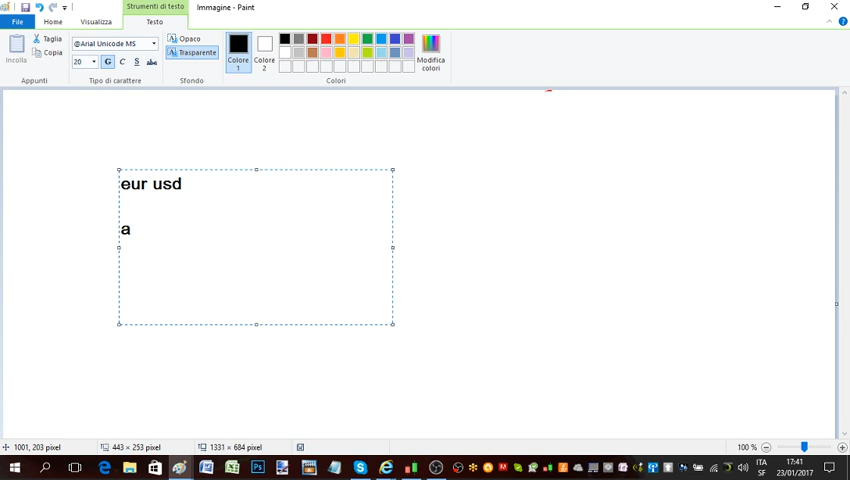 Strumenti di testo
Immagine - Paint
File
Home
Visualizza
Testo
Incolla
Taglia
Copia
Appunti
@Arial Unicode MS
20
G
C
S
abc
Tipo di carattere
Opaco
Trasparente
Sfondo
Colore
1
Colore
2
Modifica
colori
Colori
eur usd
a
1001, 203 pixel
443 × 253 pixel
1331 × 684 pixel
100 %
ITA
SF
17:41
23/01/2017